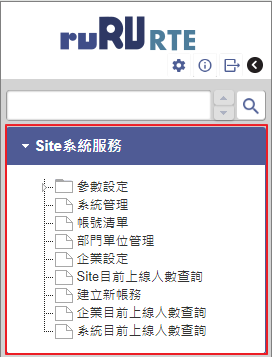 ruRU RTE
Site系統服務
參數設定
系統管理
帳號清單
部門單位管理
企業設定
Site目前上線人數查詢
建立新帳務
企業目前上線人數查詢
系統目前上線人數查詢